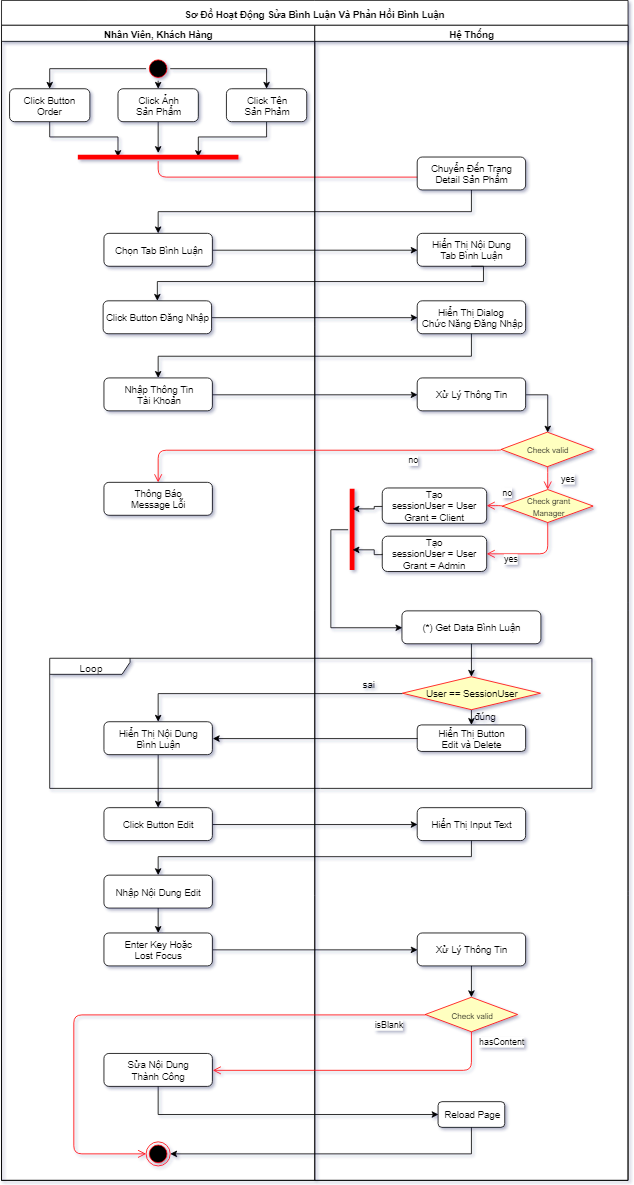 Sơ Đồ Hoạt Động Sửa Bình Luận Và Phản Hồi Bình Luận
Nhân Viên, Khách Hàng
Hệ Thống
Click Button
Order
Click Ảnh
Sản Phẩm
Click Tên
Sản Phẩm
Chuyển Đến Trang
Detail Sản Phẩm
Chọn Tab Bình Luận
Hiển Thị Nội Dung
Tab Bình Luận
Click Button Đăng Nhập
Hiển Thị Dialog
Chức Năng Đăng Nhập
Nhập Thông Tin
Tài Khoản
Xử Lý Thông Tin
Check valid
no
yes
Thông Báo
Message Lỗi
Tạo
sessionUser = User
Grant = Client
no
Check grant
Manager
Tạo
sessionUser = User
Grant = Admin
yes
(*) Get Data Bình Luận
Loop
sai
User == SessionUser
đúng
Hiển Thị Nội Dung
Bình Luận
Hiển Thị Button
Edit và Delete
Click Button Edit
Hiển Thị Input Text
Nhập Nội Dung Edit
Enter Key Hoặc
Lost Focus
Xử Lý Thông Tin
Check valid
isBlank
hasContent
Sửa Nội Dung
Thành Công
Reload Page